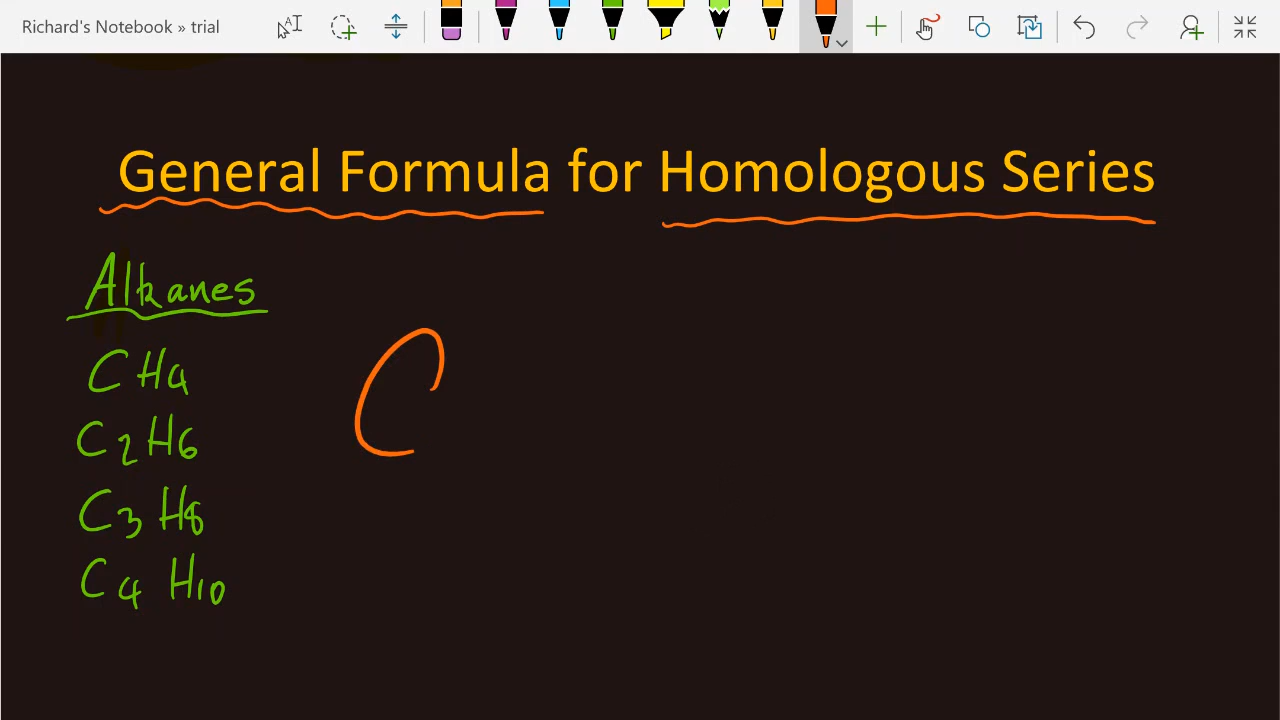 Richard's Notebook » trial
General Formula for Homologous Series
Alkanes
CH4
C2H6
C3H8
C4H10
C